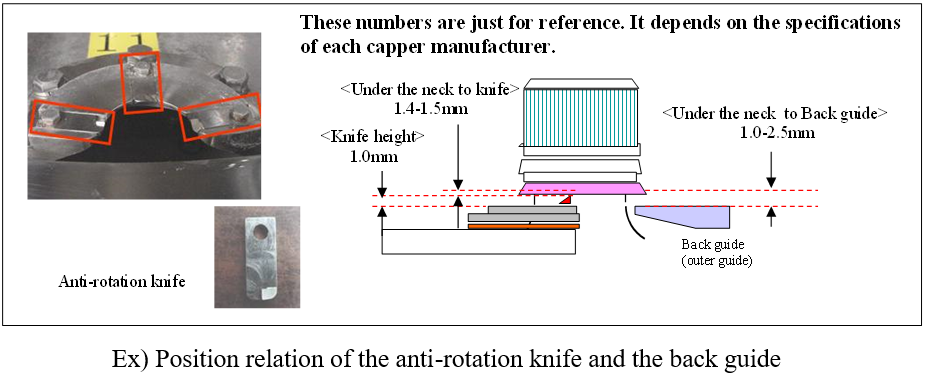 These numbers are just for reference. It depends on the specifications
of each capper manufacturer.
11
<Under the neck to knife>
1.4-1.5mm
<Knife height>
1.0mm
<Under the neck to Back guide>
1.0-2.5mm
Back guide
(outer guide)
Anti-rotation knife
Ex) Position relation of the anti-rotation knife and the back guide